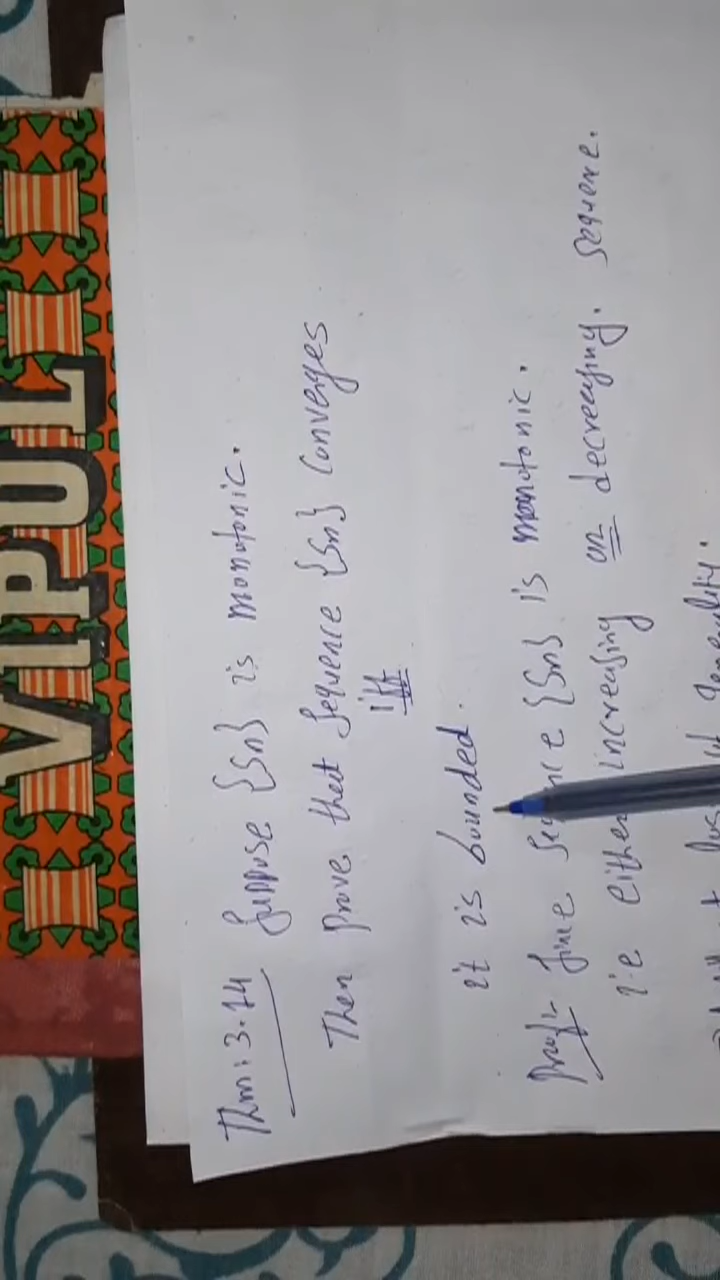 VIPUL
Thm: 3.14 Suppose {Sn} is monotonic.
Then prove that Sequence {Sn} Converges
iff
it is bounded.
Proof:- Since {Sn} is monotonic.
i.e either increasing or decreasing. Sequence.
generality.